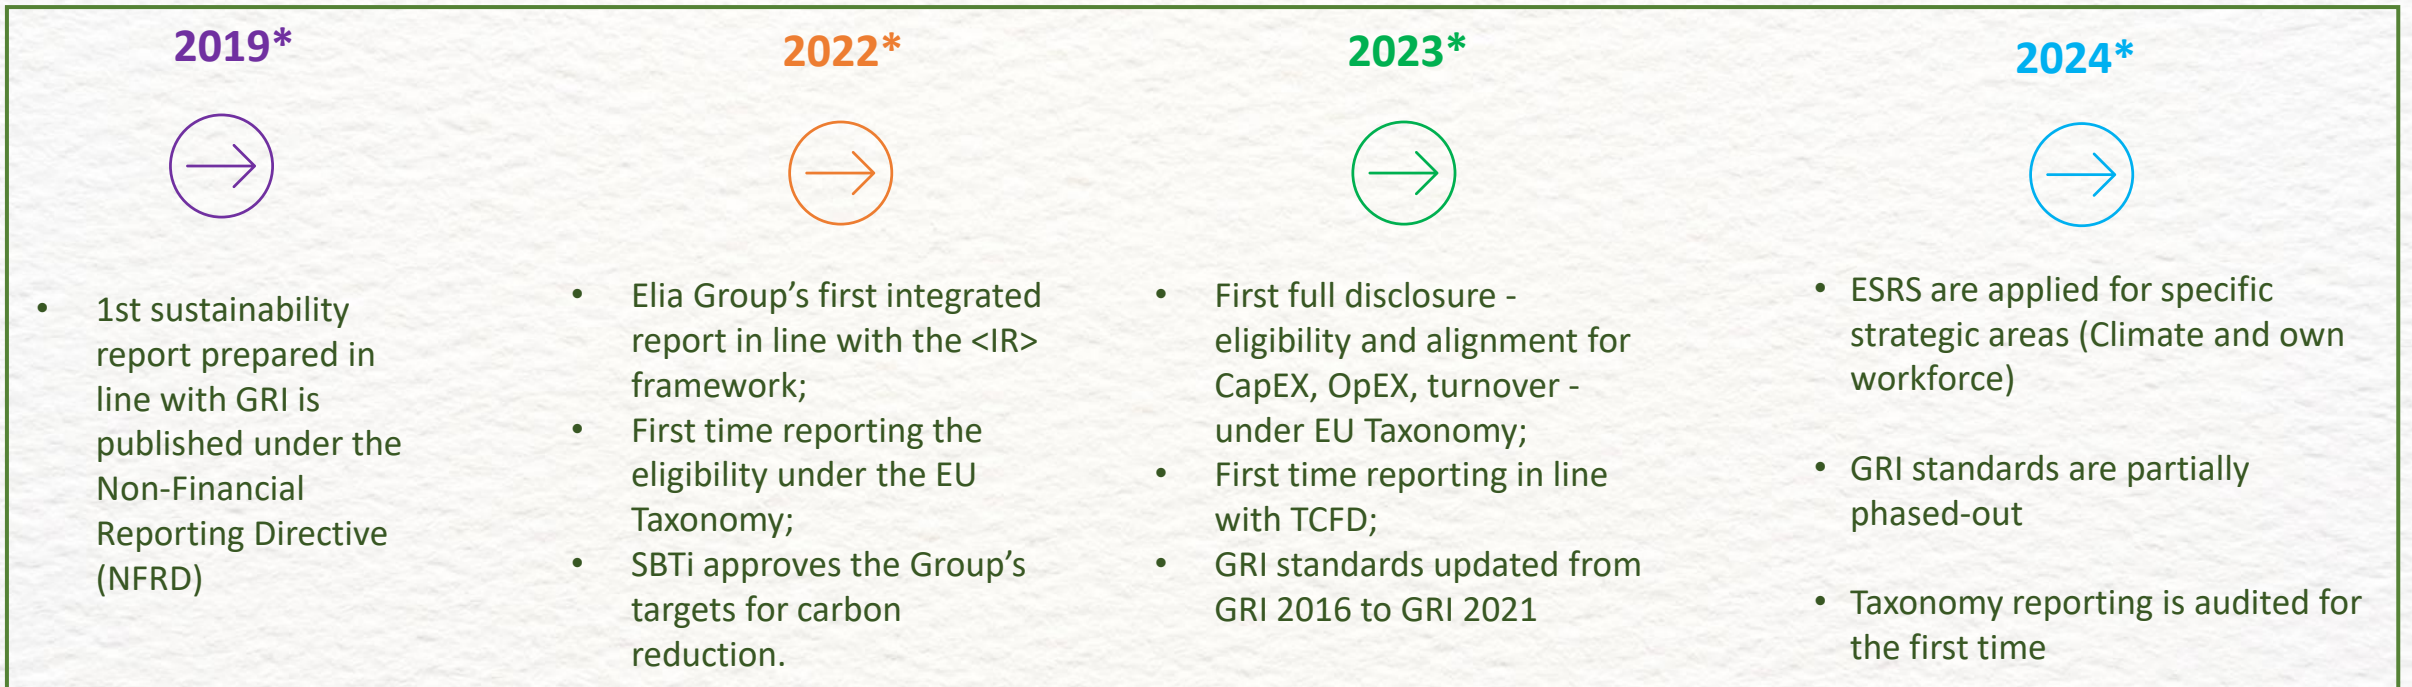 2019*
• 1st sustainability
report prepared in
line with GRI is
published under the
Non-Financial
Reporting Directive
(NFRD)
2022*
• Elia Group’s first integrated
report in line with the <IR>
framework;
• First time reporting the
eligibility under the EU
Taxonomy;
• SBTi approves the Group’s
targets for carbon
reduction.
2023*
• First full disclosure -
eligibility and alignment for
CapEX, OpEX, turnover -
under EU Taxonomy;
• First time reporting in line
with TCFD;
• GRI standards updated from
GRI 2016 to GRI 2021
2024*
• ESRS are applied for specific
strategic areas (Climate and own
workforce)
• GRI standards are partially
phased-out
• Taxonomy reporting is audited for
the first time